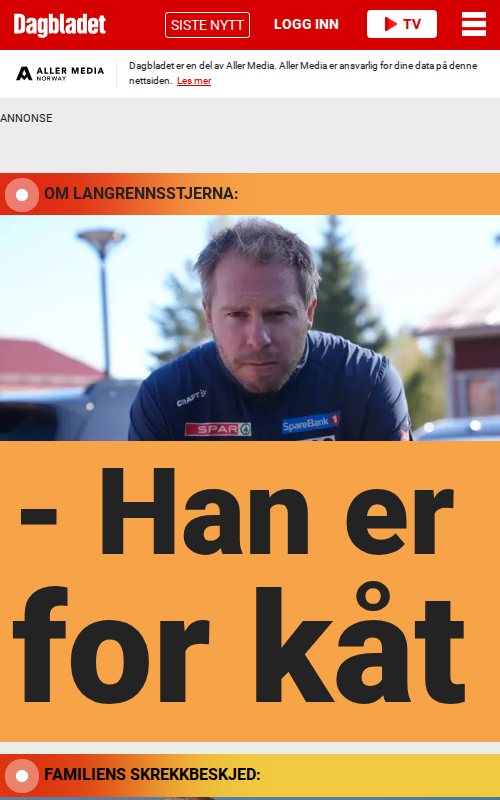 Dagbladet
SISTE NYTT
LOGG INN
TV
ALLER MEDIA
NORWAY
Dagbladet er en del av Aller Media. Aller Media er ansvarlig for dine data på denne
nettsiden. Les mer
ANNONSE
OM LANGRENNSSTJERNA:
CRAFT
SPAR
SpareBank 1
- Han er
for kåt
FAMILIENS SKREKKBESKJED: